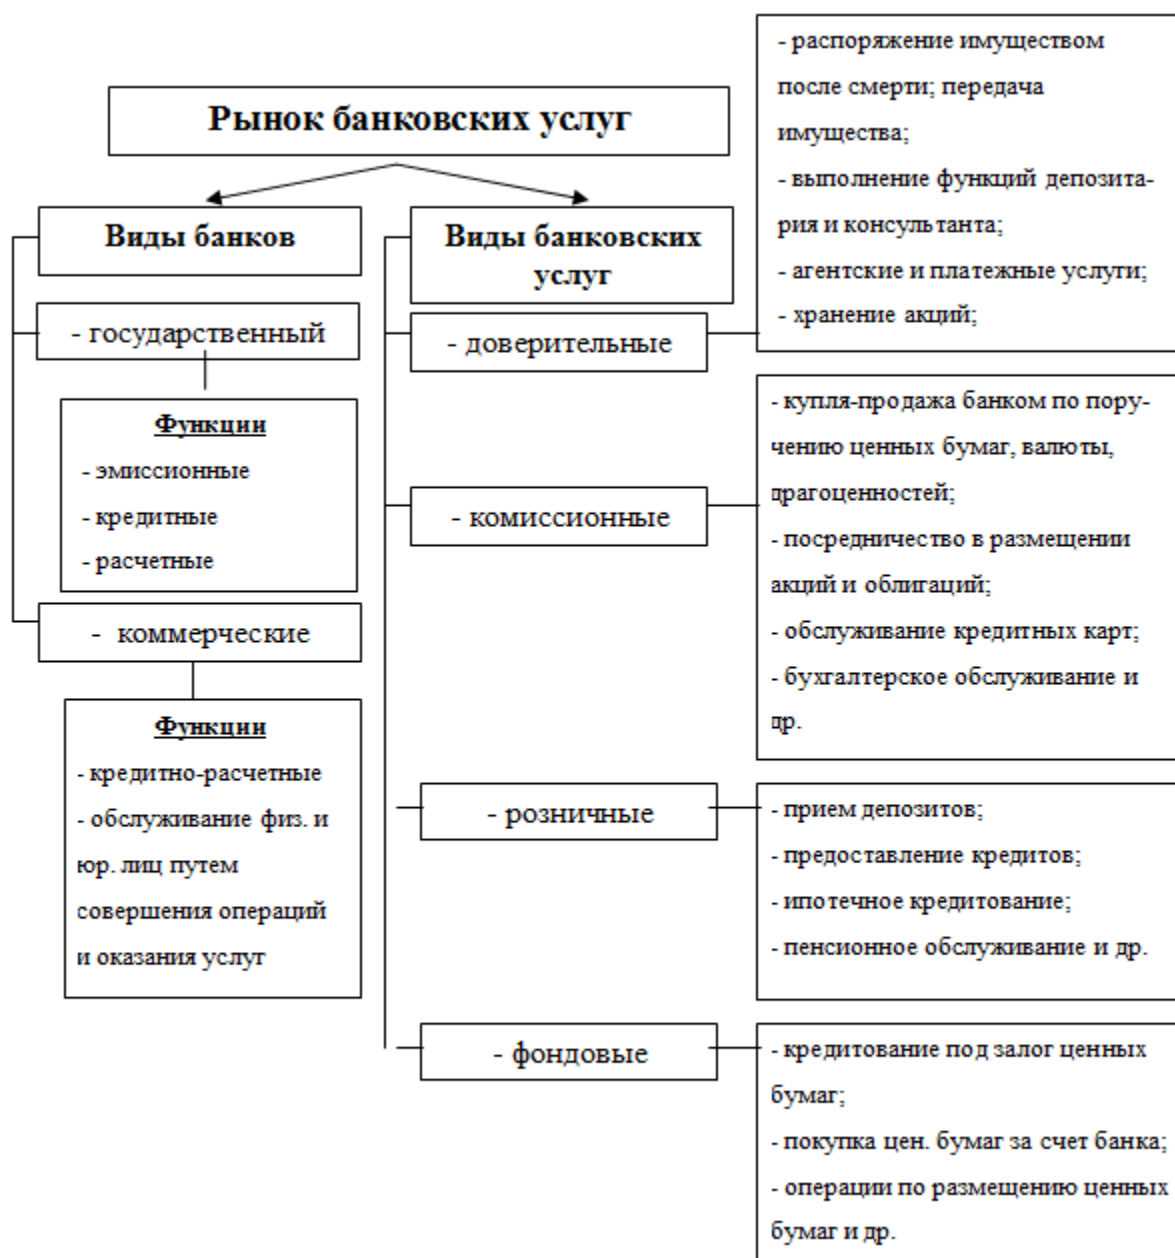 Рынок банковских услуг
Виды банков
- государственный
Функции
- эмиссионные
- кредитные
- расчетные
- коммерческие
Функции
- кредитно-расчетные
- обслуживание физ. и
юр. лиц путем
совершения операций
и оказания услуг
Виды банковских
услуг
- доверительные
- распоряжение имуществом
после смерти; передача
имущества;
- выполнение функций депозита-
рия и консультанта;
- агентские и платежные услуги;
- хранение акций;
- комиссионные
- купля-продажа банком по пору-
чению ценных бумаг, валюты,
драгоценностей;
- посредничество в размещении
акций и облигаций;
- обслуживание кредитных карт;
- бухгалтерское обслуживание и
др.
- розничные
- прием депозитов;
- предоставление кредитов;
- ипотечное кредитование;
- пенсионное обслуживание и др.
- фондовые
- кредитование под залог ценных
бумаг;
- покупка цен. бумаг за счет банка;
- операции по размещению ценных
бумаг и др.